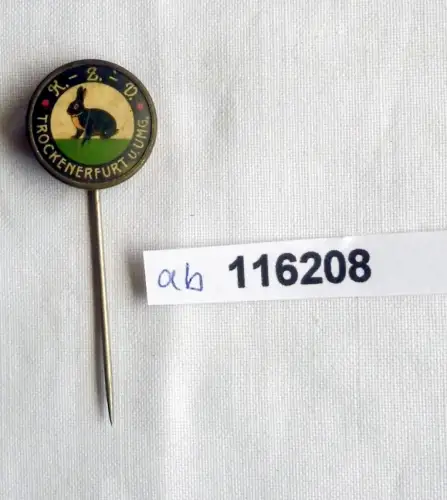 K.-Z.-V.
TROCKENERFURT U. UMG.
ab 116208